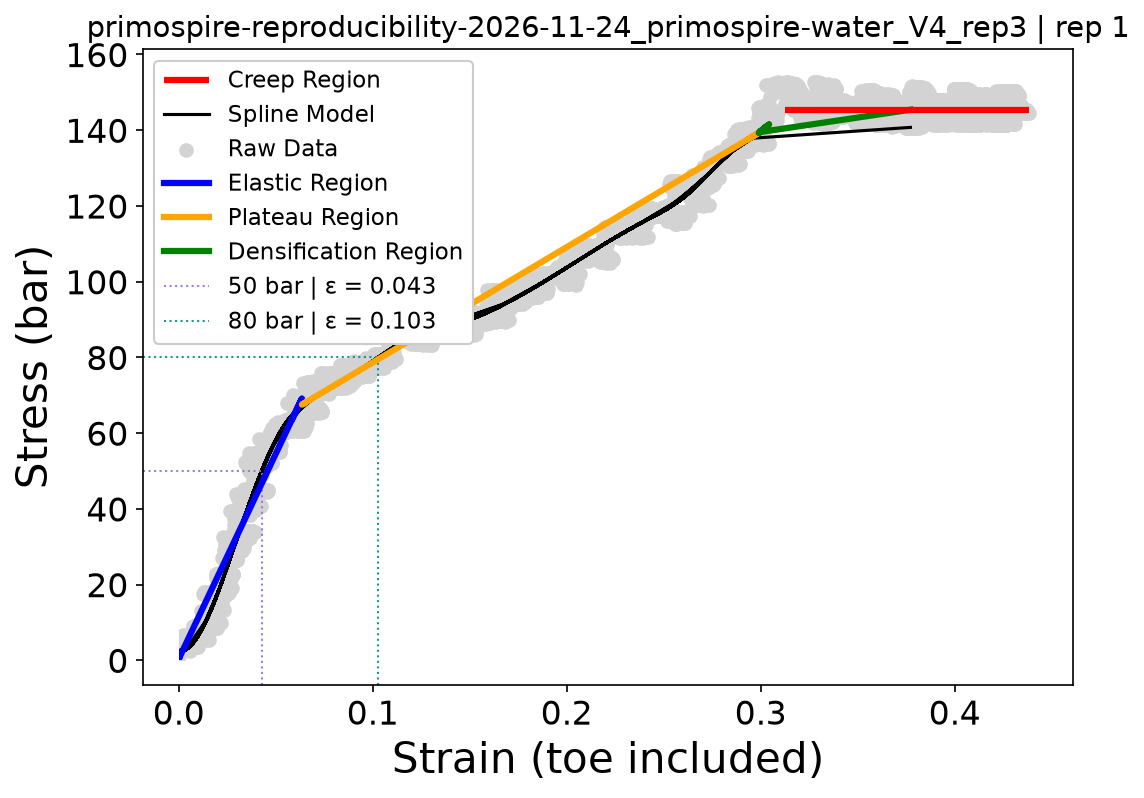 primospire-reproducibility-2026-11-24_primospire-water_V4_rep3 | rep 1
160
140
120
100
80
60
40
20
0
Stress (bar)
Creep Region
Spline Model
Raw Data
Elastic Region
Plateau Region
Densification Region
50 bar | ε = 0.043
80 bar | ε = 0.103
0.0 0.1 0.2 0.3 0.4
Strain (toe included)